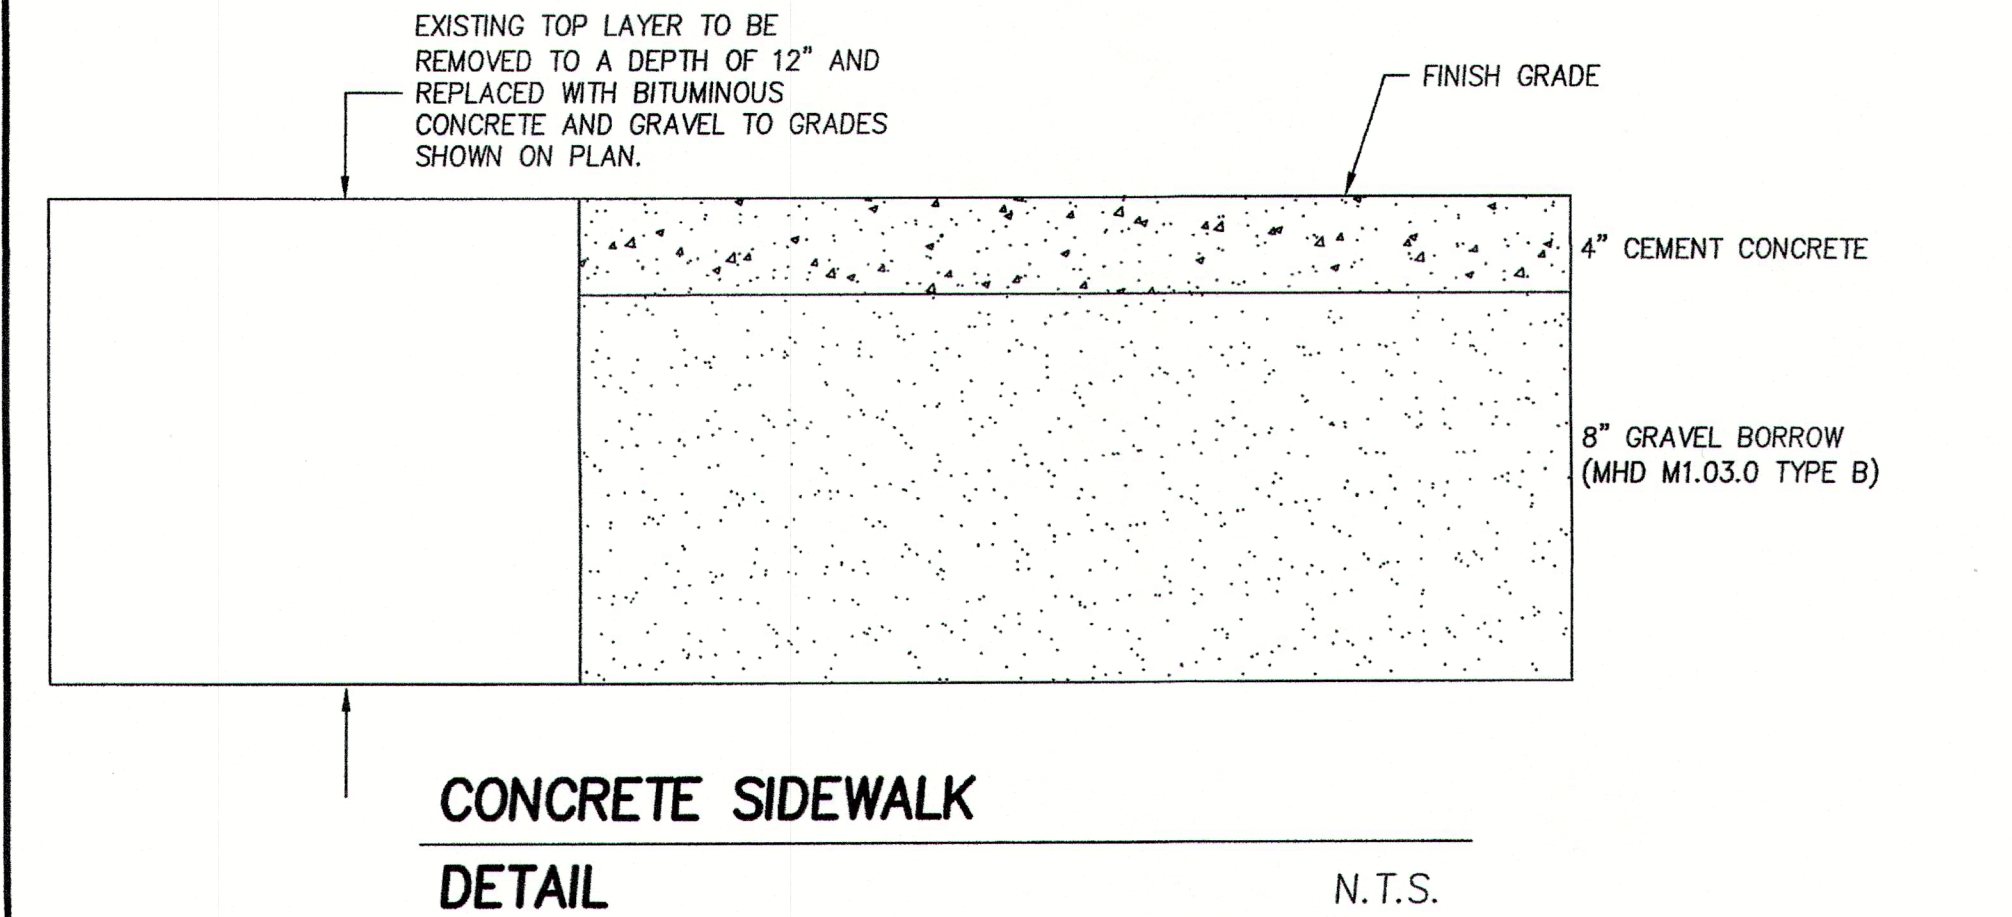 EXISTING TOP LAYER TO BE
REMOVED TO A DEPTH OF 12" AND
REPLACED WITH BITUMINOUS
CONCRETE AND GRAVEL TO GRADES
SHOWN ON PLAN.
FINISH GRADE
4" CEMENT CONCRETE
8" GRAVEL BORROW
(MHD M1.03.0 TYPE B)
CONCRETE SIDEWALK
DETAIL
N.T.S.